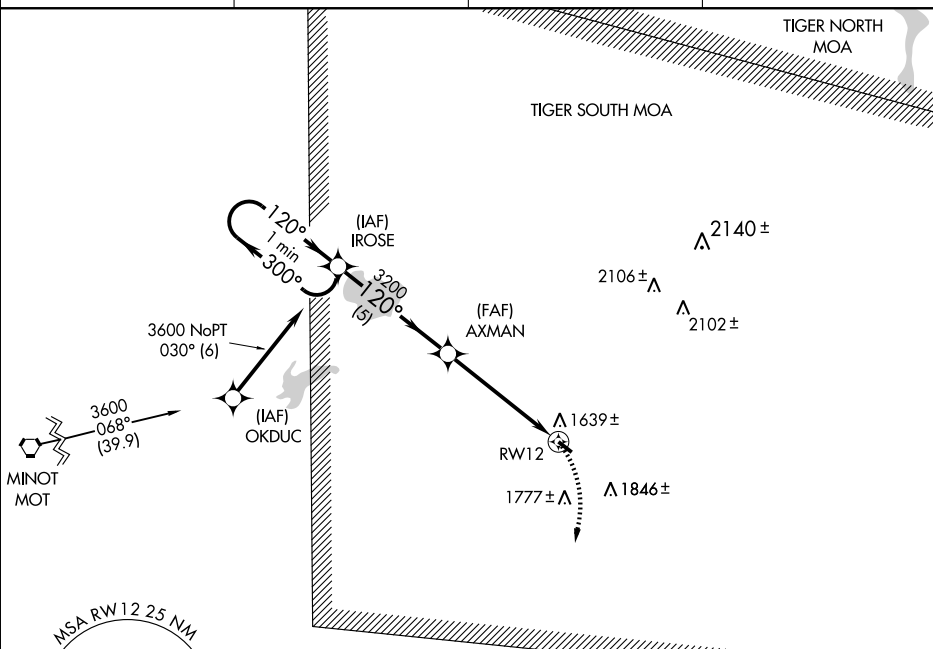 TIGER NORTH
MOA
TIGER SOUTH MOA
(IAF)
IROSE
120°
1 min
300°
3200
120°
(5)
2140 ±
2106 ±
2102 ±
(FAF)
AXMAN
3600 NoPT
030° (6)
(IAF)
OKDUC
3600
068°
(39.9)
MINOT
MOT
1639 ±
RW12
1777 ±
1846 ±
MSA RW12 25 NM